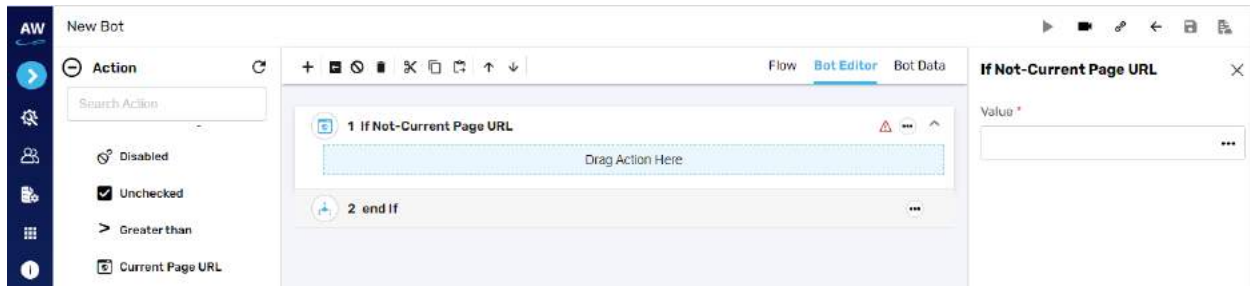 AW
New Bot
Action
Search Action
Disabled
Unchecked
Greater than
Current Page URL
Flow Bot Editor Bot Data
1 If Not-Current Page URL
Drag Action Here
2 end If
If Not-Current Page URL
Value *